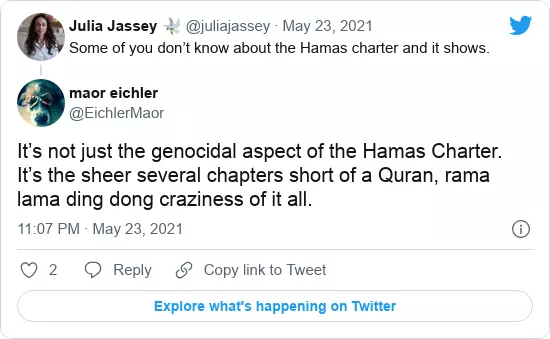 Julia Jassey 🕊 @juliajassey · May 23, 2021
Some of you don’t know about the Hamas charter and it shows.
maor eichler
@EichlerMaor
It’s not just the genocidal aspect of the Hamas Charter.
It’s the sheer several chapters short of a Quran, rama
lama ding dong craziness of it all.
11:07 PM · May 23, 2021
2 Reply Copy link to Tweet
Explore what's happening on Twitter